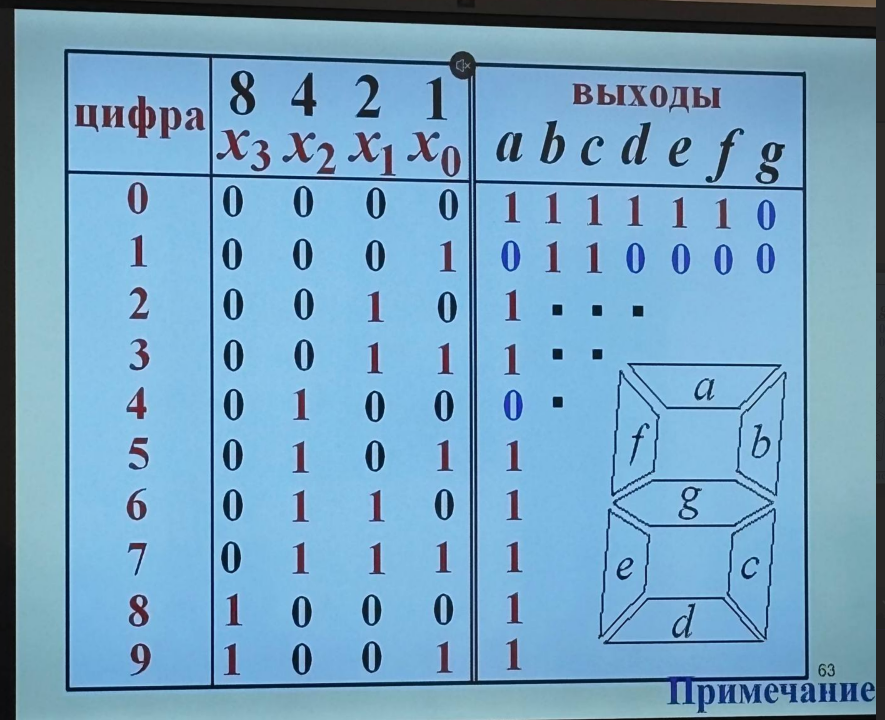 цифра 8 4 2 1 выходы
x3 x2 x1 x0 a b c d e f g
0 0 0 0 0 1 1 1 1 1 1 0
1 0 0 0 1 0 1 1 0 0 0 0
2 0 0 1 0 1 . . .
3 0 0 1 1 1 . .
4 0 1 0 0 0 .
5 0 1 0 1 1
6 0 1 1 0 1
7 0 1 1 1 1
8 1 0 0 0 1
9 1 0 0 1 1
a
f b
g
e c
d
63
Примечание